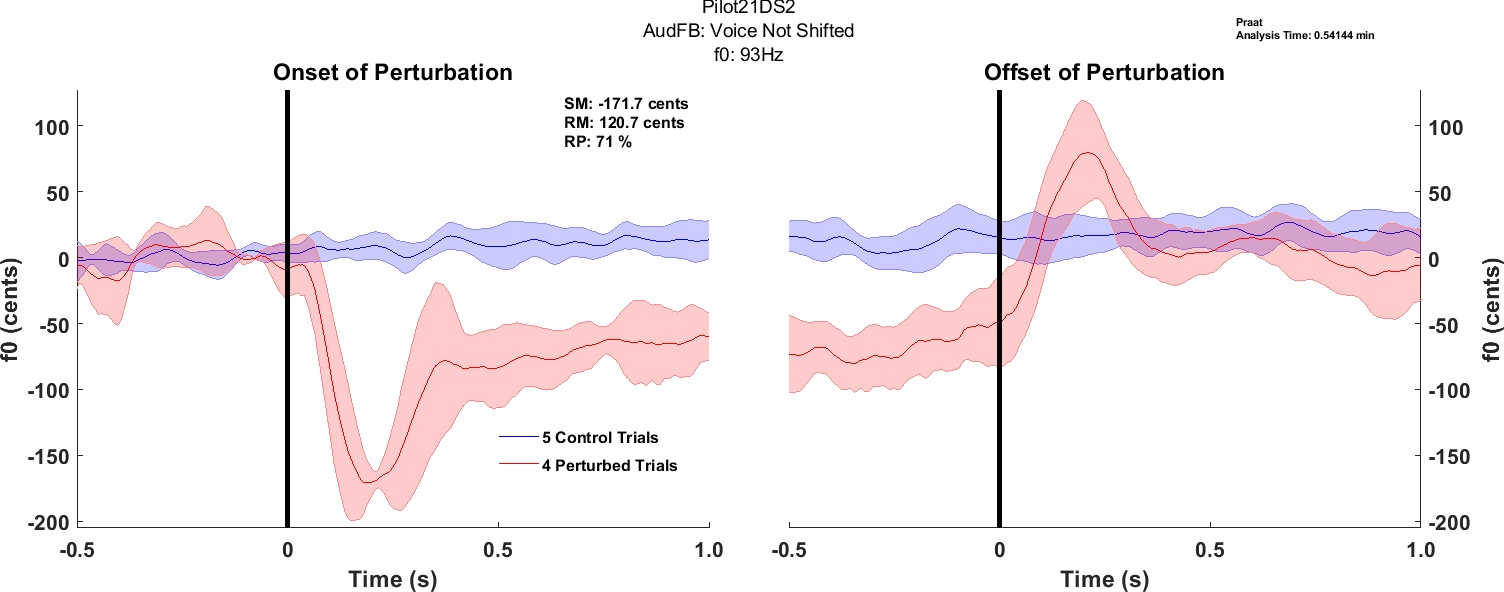 Pilot21DS2
AudFB: Voice Not Shifted
f0: 93Hz
Praat
Analysis Time: 0.54144 min
Onset of Perturbation
Offset of Perturbation
SM: -171.7 cents
RM: 120.7 cents
RP: 71 %
f0 (cents)
100
50
0
-50
-100
-150
-200
5 Control Trials
4 Perturbed Trials
-0.5
0
0.5
1.0
Time (s)
-0.5
0
0.5
1.0
Time (s)
100
50
0
-50
-100
-150
-200
f0 (cents)